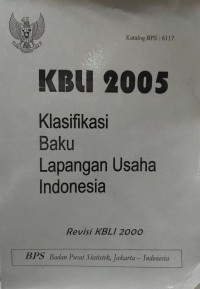 Katalog BPS : 6117
KBLI 2005
Klasifikasi
Baku
Lapangan Usaha
Indonesia
Revisi KBLI 2000
BPS Badan Pusat Statistik, Jakarta – Indonesia